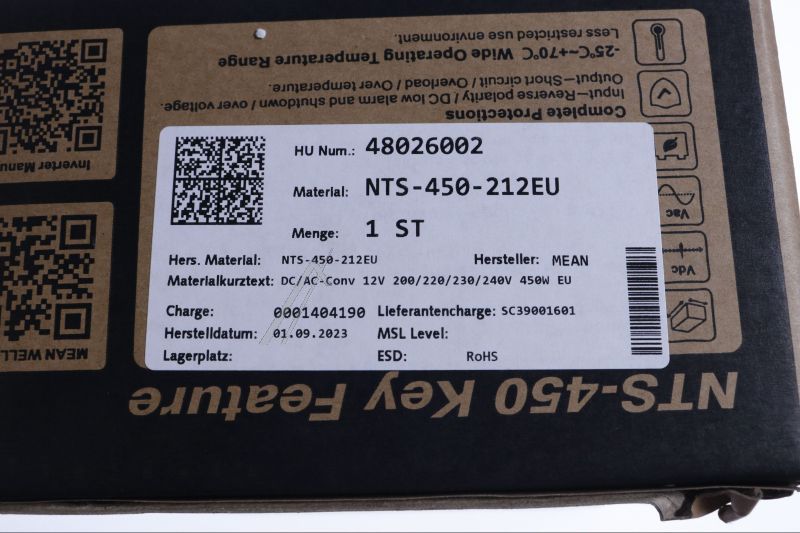 HU Num.: 48026002
Material: NTS-450-212EU
Menge: 1 ST
Hers. Material: NTS-450-212EU Hersteller: MEAN
Materialkurztext: DC/AC-Conv 12V 200/220/230/240V 450W EU
Charge: 0001404190 Lieferantencharge: SC39001601
Herstelldatum: 01.09.2023 MSL Level:
Lagerplatz: ESD: RoHS
NTS-450 Key Feature
Vdc
Vac
Complete Protections
Input—Reverse polarity / DC low alarm and shutdown / over voltage.
Output—Short circuit / Overload / Over temperature.
-25℃~+70℃ Wide Operating Temperature Range
Less restricted use environment.
MEAN WELL
Inverter Manu